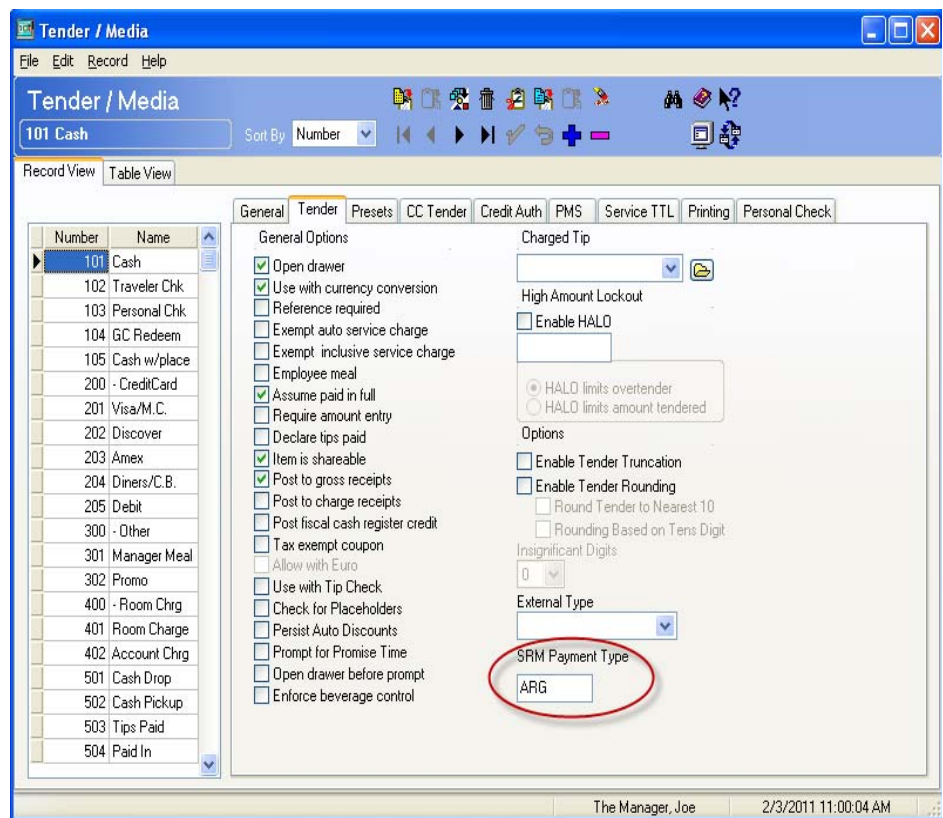 Tender / Media
File Edit Record Help
Tender / Media
101 Cash
Sort By Number
Record View Table View
General Tender Presets CC Tender Credit Auth PMS Service TTL Printing Personal Check
Number Name
101 Cash
102 Traveler Chk
103 Personal Chk
104 GC Redeem
105 Cash w/place
200 - CreditCard
201 Visa/M.C.
202 Discover
203 Amex
204 Diners/C.B.
205 Debit
300 - Other
301 Manager Meal
302 Promo
400 - Room Chrg
401 Room Charge
402 Account Chrg
501 Cash Drop
502 Cash Pickup
503 Tips Paid
504 Paid In
General Options
Open drawer
Use with currency conversion
Reference required
Exempt auto service charge
Exempt inclusive service charge
Employee meal
Assume paid in full
Require amount entry
Declare tips paid
Item is shareable
Post to gross receipts
Post to charge receipts
Post fiscal cash register credit
Tax exempt coupon
Allow with Euro
Use with Tip Check
Check for Placeholders
Persist Auto Discounts
Prompt for Promise Time
Open drawer before prompt
Enforce beverage control
Charged Tip
High Amount Lockout
Enable HALO
HALO limits overtender
HALO limits amount tendered
Options
Enable Tender Truncation
Enable Tender Rounding
Round Tender to Nearest 10
Rounding Based on Tens Digit
Insignificant Digits
0
External Type
SRM Payment Type
ARG
The Manager, Joe 2/3/2011 11:00:04 AM